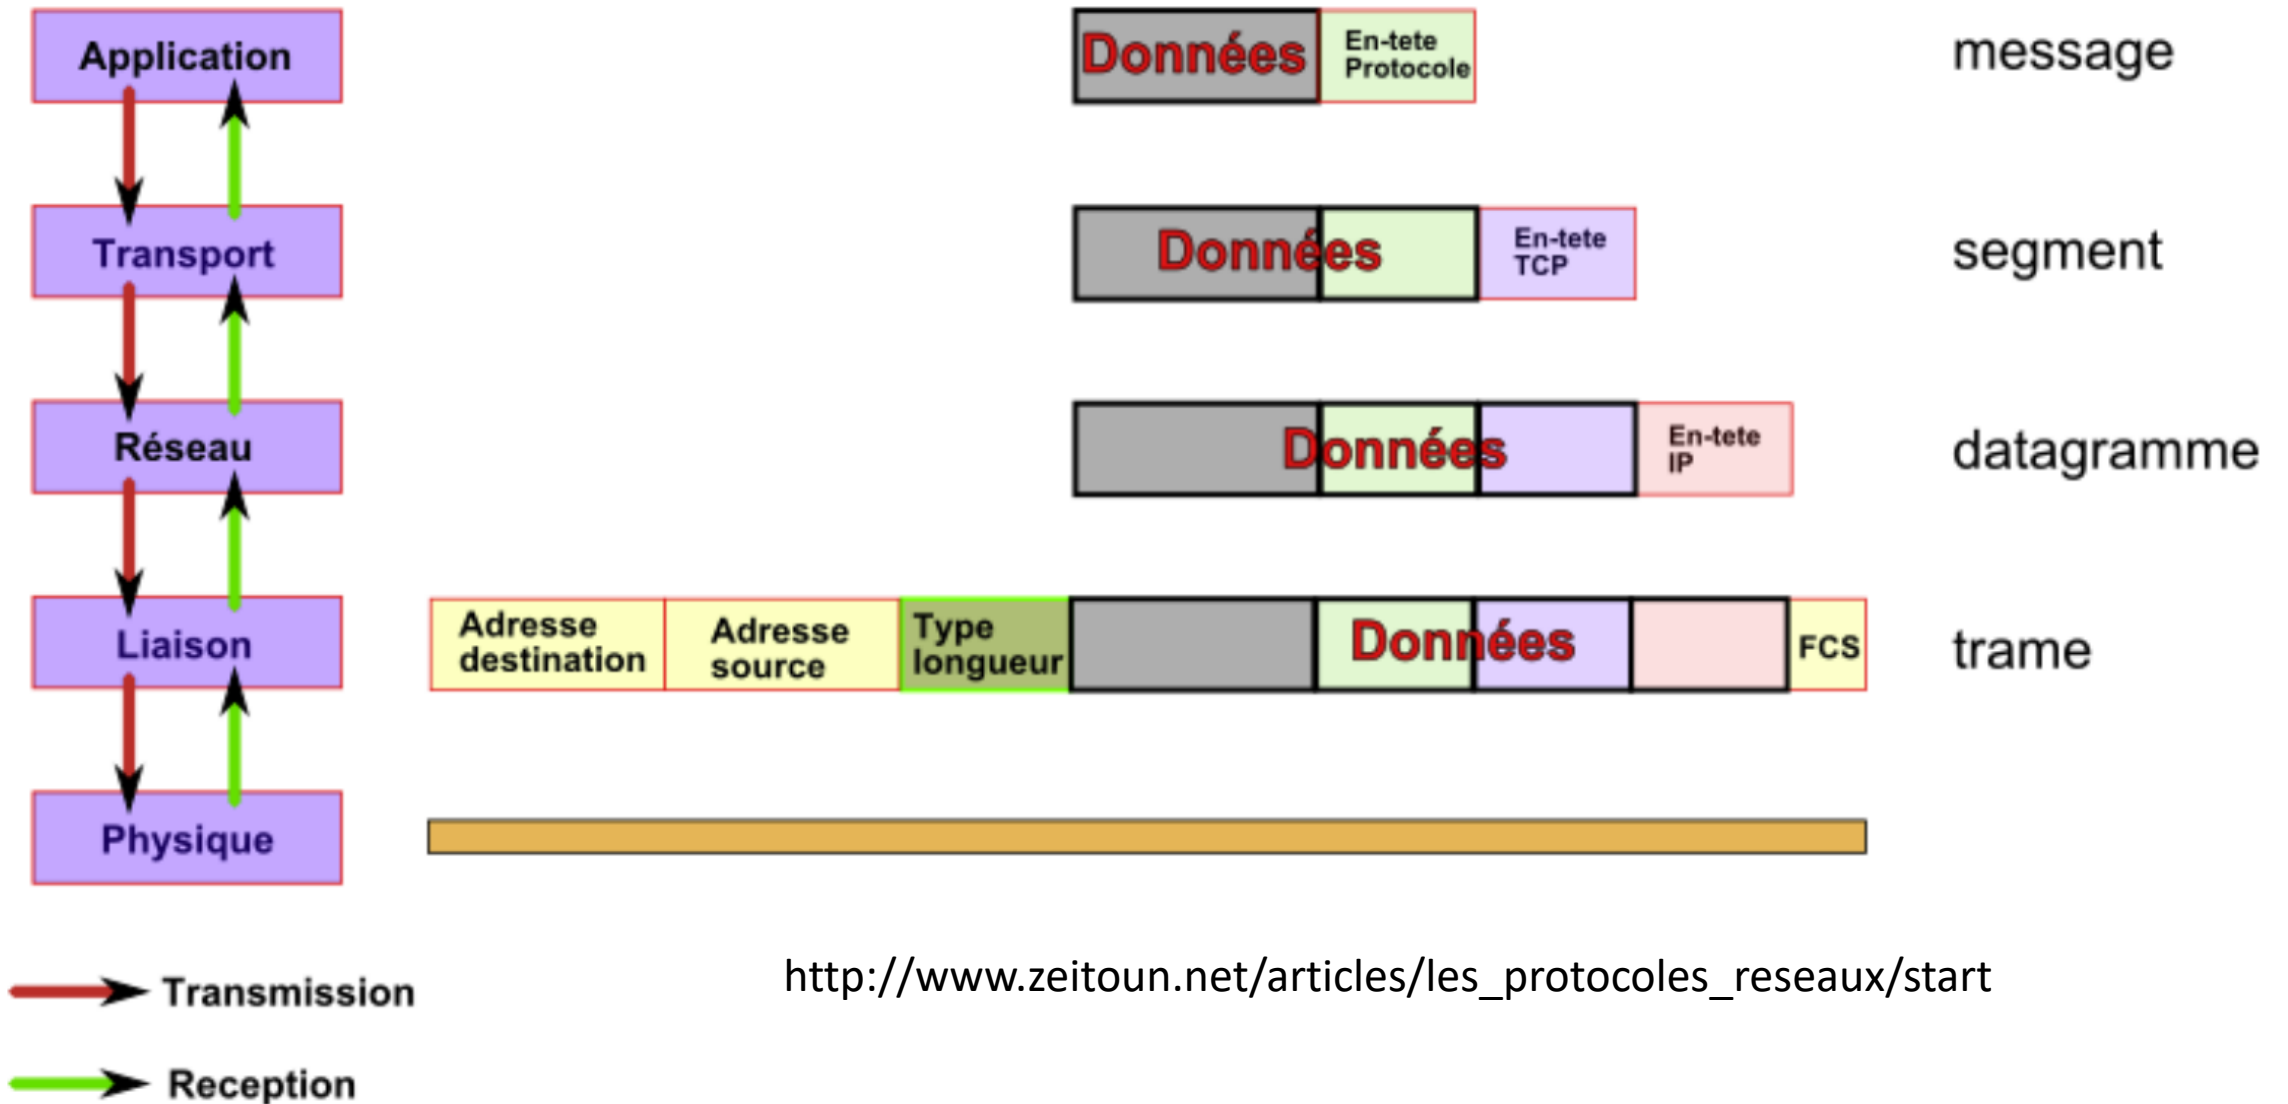 Application
Données
En-tete
Protocole
message
Transport
Données
En-tete
TCP
segment
Réseau
Données
En-tete
IP
datagramme
Liaison
Adresse
destination
Adresse
source
Type
longueur
Données
FCS
trame
Physique
Transmission
http://www.zeitoun.net/articles/les_protocoles_reseaux/start
Reception